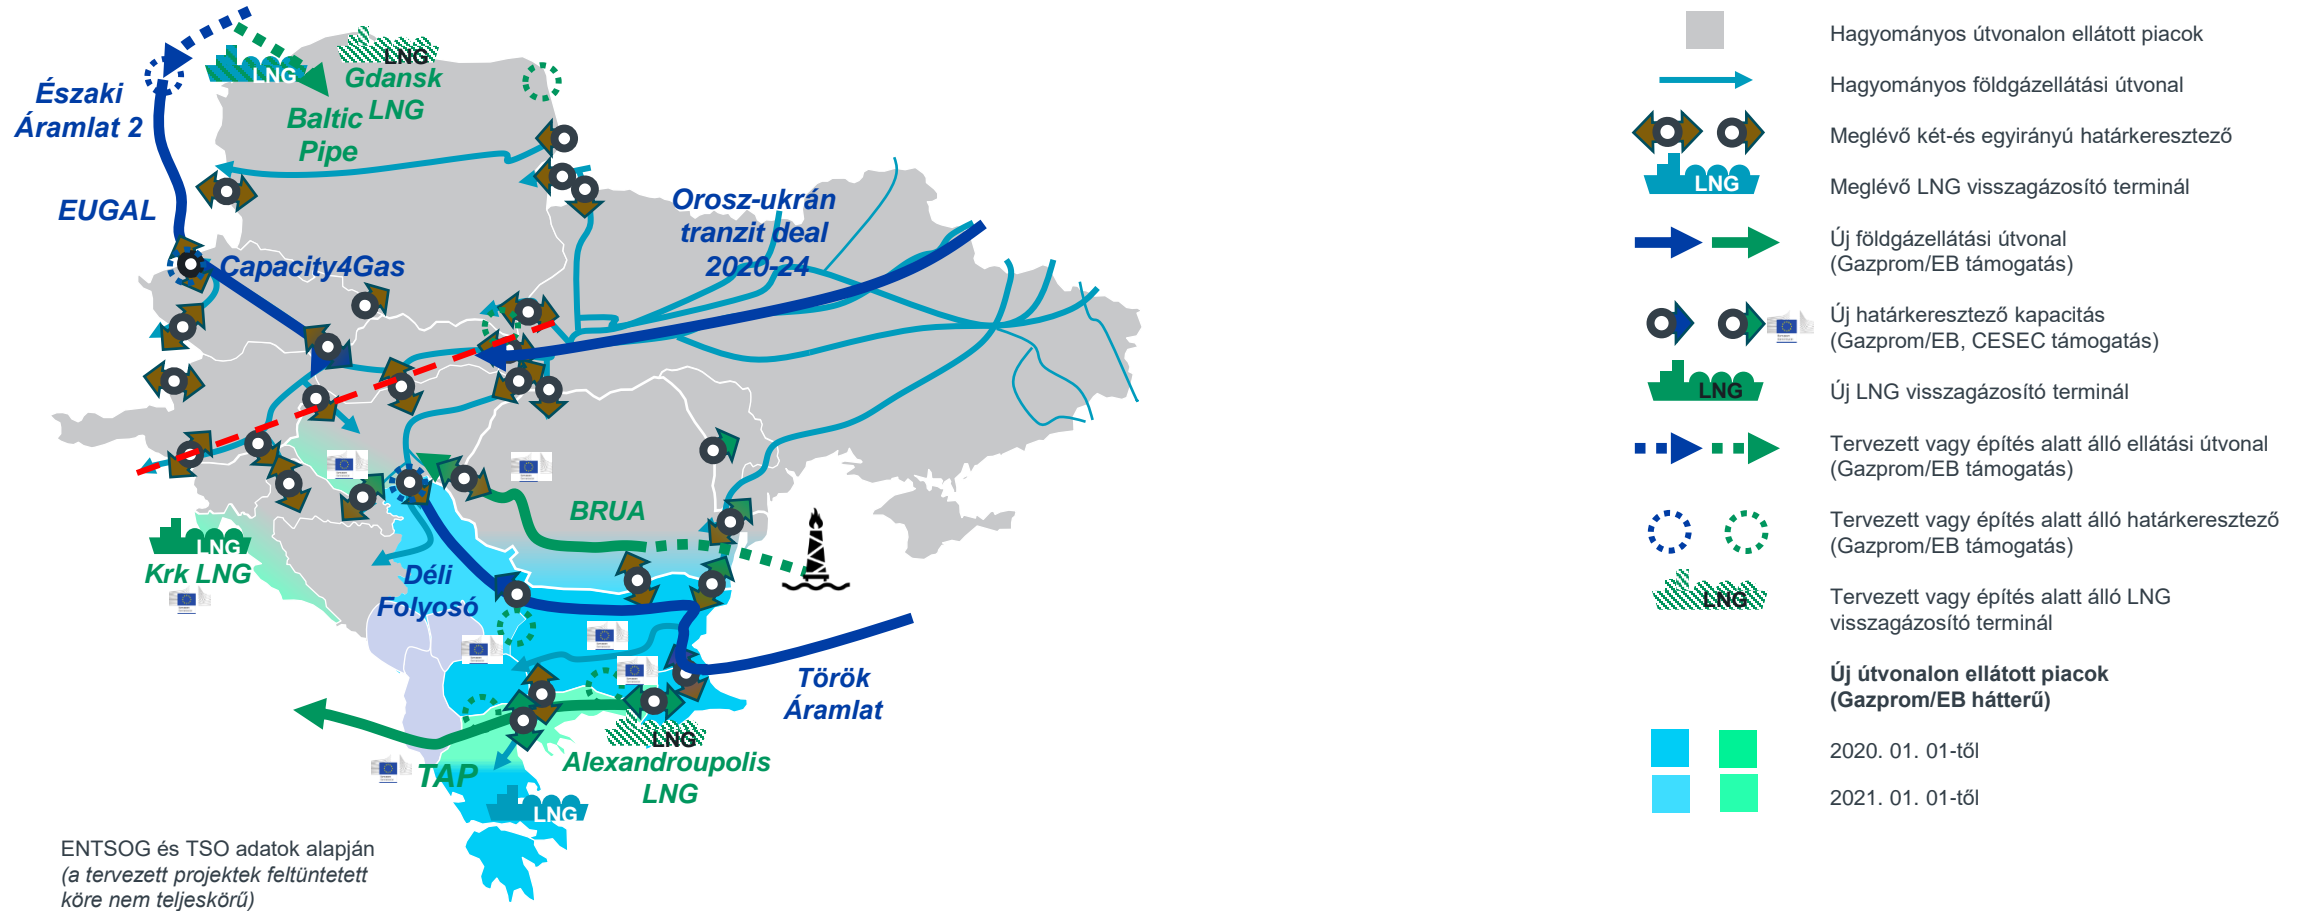 LNG
LNG
Északi
Áramlat 2
Gdansk
LNG
Baltic
Pipe
EUGAL
Orosz-ukrán
tranzit deal
2020-24
Capacity4Gas
BRUA
LNG
Krk LNG
Déli
Folyosó
Török
Áramlat
LNG
Alexandroupolis
LNG
TAP
LNG
ENTSOG és TSO adatok alapján
(a tervezett projektek feltüntetett
köre nem teljeskörű)
Hagyományos útvonalon ellátott piacok
Hagyományos földgázellátási útvonal
Meglévő két-és egyirányú határkeresztező
LNG
Meglévő LNG visszagázosító terminál
Új földgázellátási útvonal
(Gazprom/EB támogatás)
Új határkeresztező kapacitás
(Gazprom/EB, CESEC támogatás)
LNG
Új LNG visszagázosító terminál
Tervezett vagy építés alatt álló ellátási útvonal
(Gazprom/EB támogatás)
Tervezett vagy építés alatt álló határkeresztező
(Gazprom/EB támogatás)
LNG
Tervezett vagy építés alatt álló LNG
visszagázosító terminál
Új útvonalon ellátott piacok
(Gazprom/EB hátterű)
2020. 01. 01-től
2021. 01. 01-től